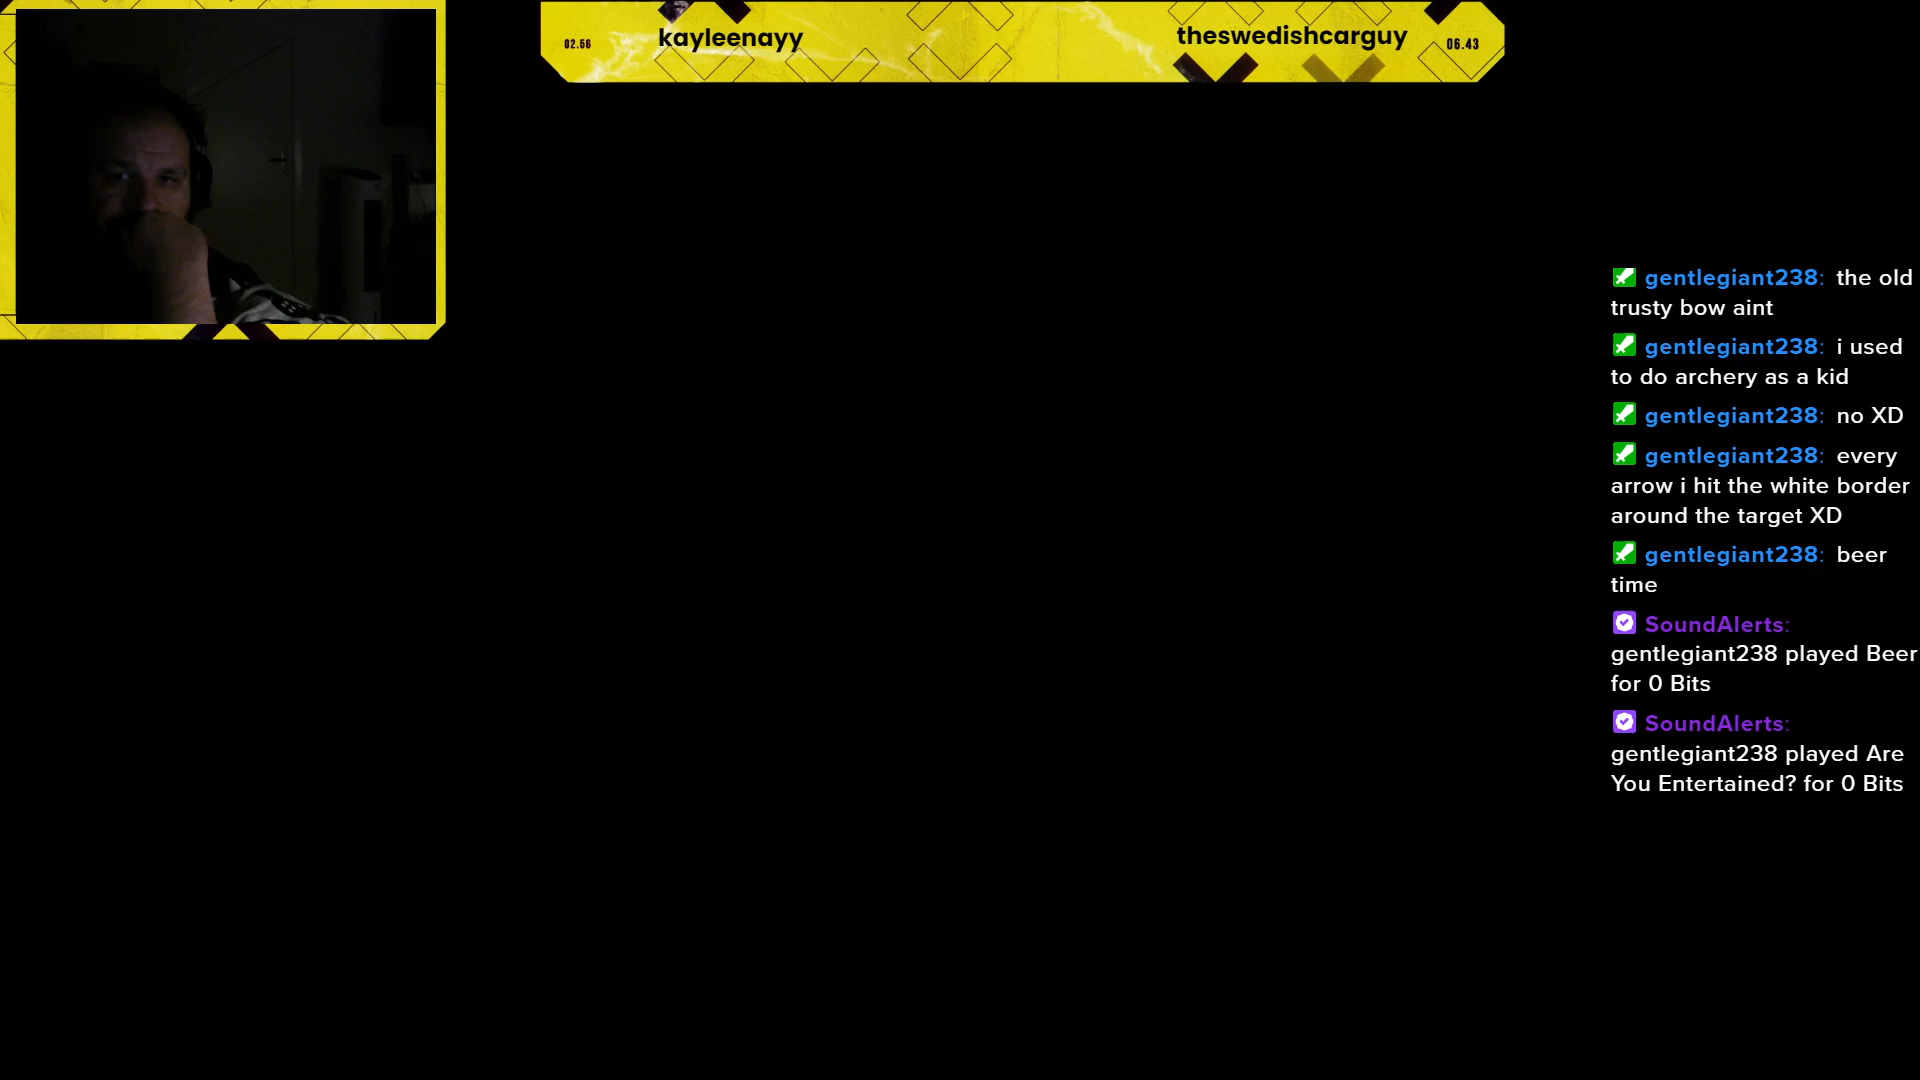 02.56
kayleenayy
theswedishcarguy
06.43
gentlegiant238: the old
trusty bow aint
gentlegiant238: i used
to do archery as a kid
gentlegiant238: no XD
gentlegiant238: every
arrow i hit the white border
around the target XD
gentlegiant238: beer
time
SoundAlerts:
gentlegiant238 played Beer
for 0 Bits
SoundAlerts:
gentlegiant238 played Are
You Entertained? for 0 Bits